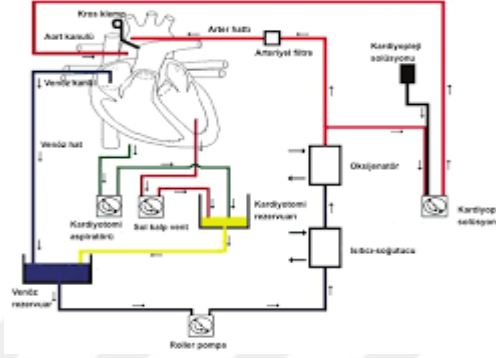 Kros klemp
Aort kanülü
Arter hattı
Arteriyel filtre
Kardiyopleji
solüsyonu
Venöz kanül
Venöz hat
Oksijenatör
Kardiyotomi
aspiratörü
Sol kalp vent
Kardiyotomi
rezervuarı
Kardiyop
solüsyon
Isıtıcı-soğutucu
Venöz
rezervuar
Roller pompa